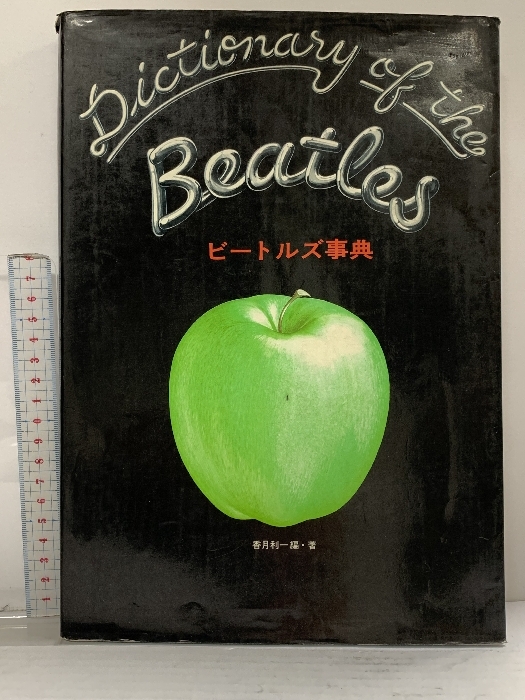 Dictionary of the
Beatles
ビートルズ事典
香月利一編・著